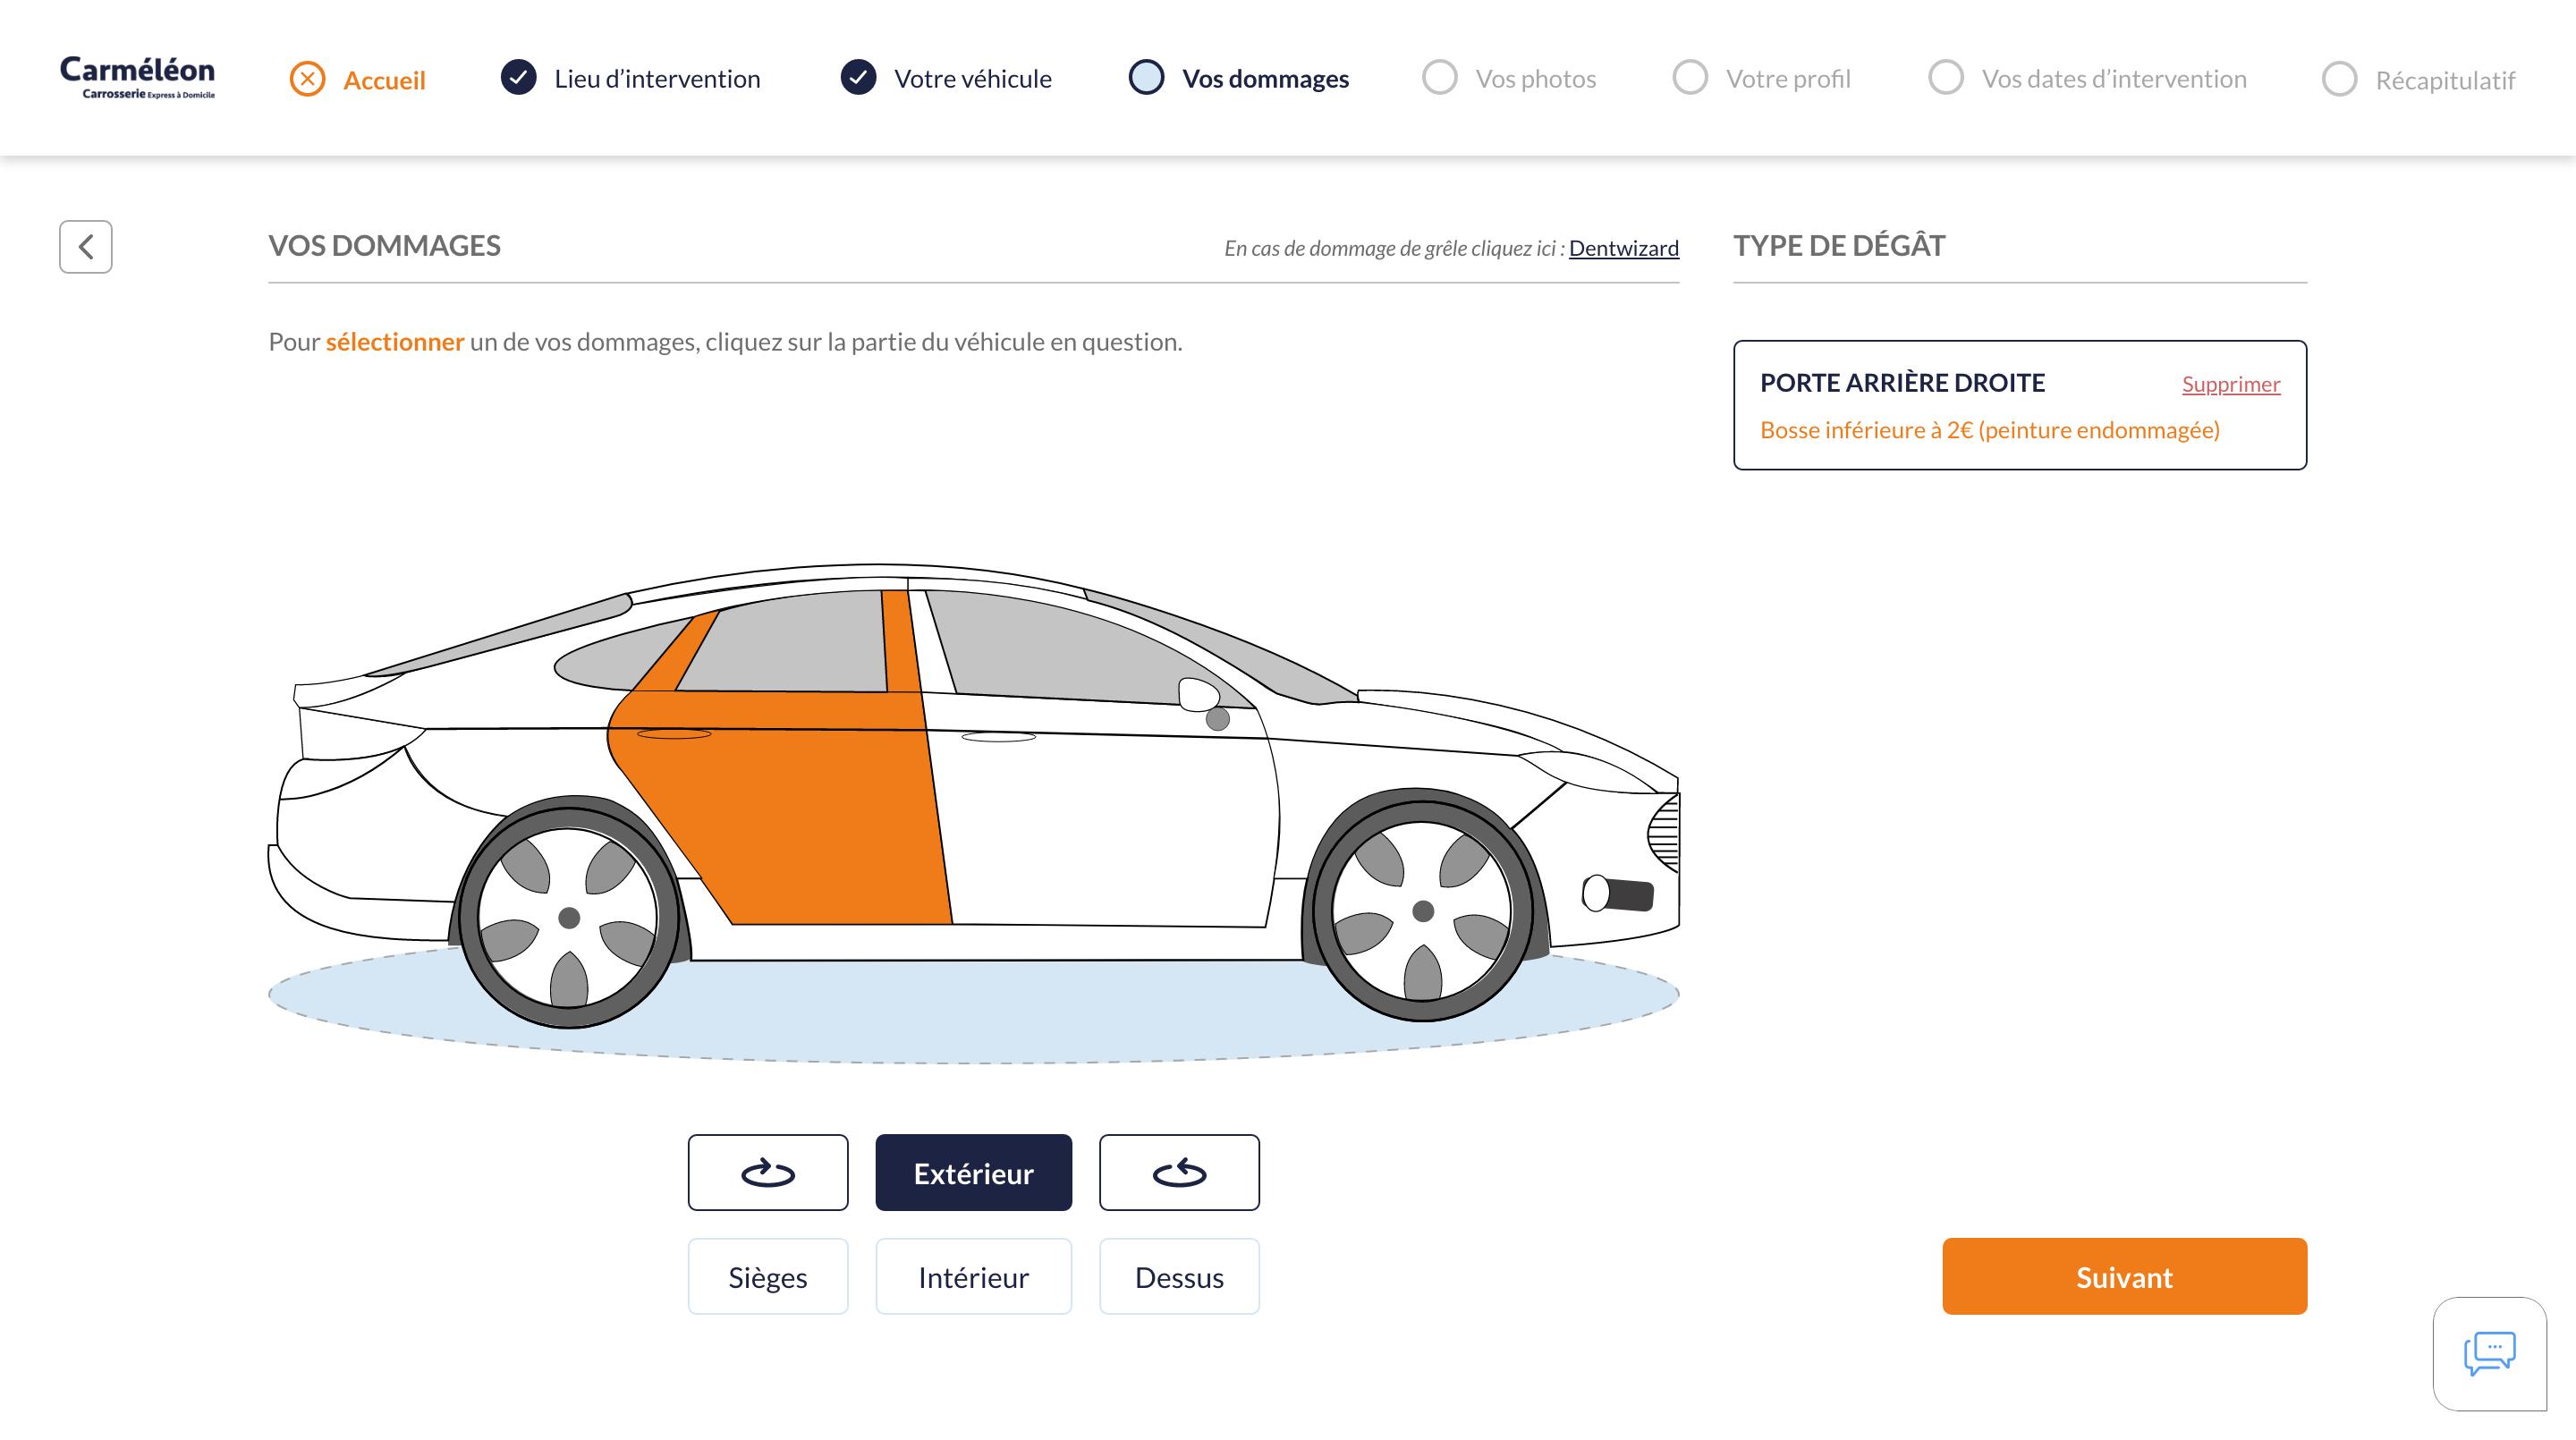 Carméléon
Carrosserie Express à Domicile
Accueil
Lieu d’intervention
Votre véhicule
Vos dommages
Vos photos
Votre profil
Vos dates d’intervention
Récapitulatif
VOS DOMMAGES
En cas de dommage de grêle cliquez ici : Dentwizard
TYPE DE DÉGÂT
Pour sélectionner un de vos dommages, cliquez sur la partie du véhicule en question.
PORTE ARRIÈRE DROITE
Supprimer
Bosse inférieure à 2€ (peinture endommagée)
Extérieur
Sièges
Intérieur
Dessus
Suivant